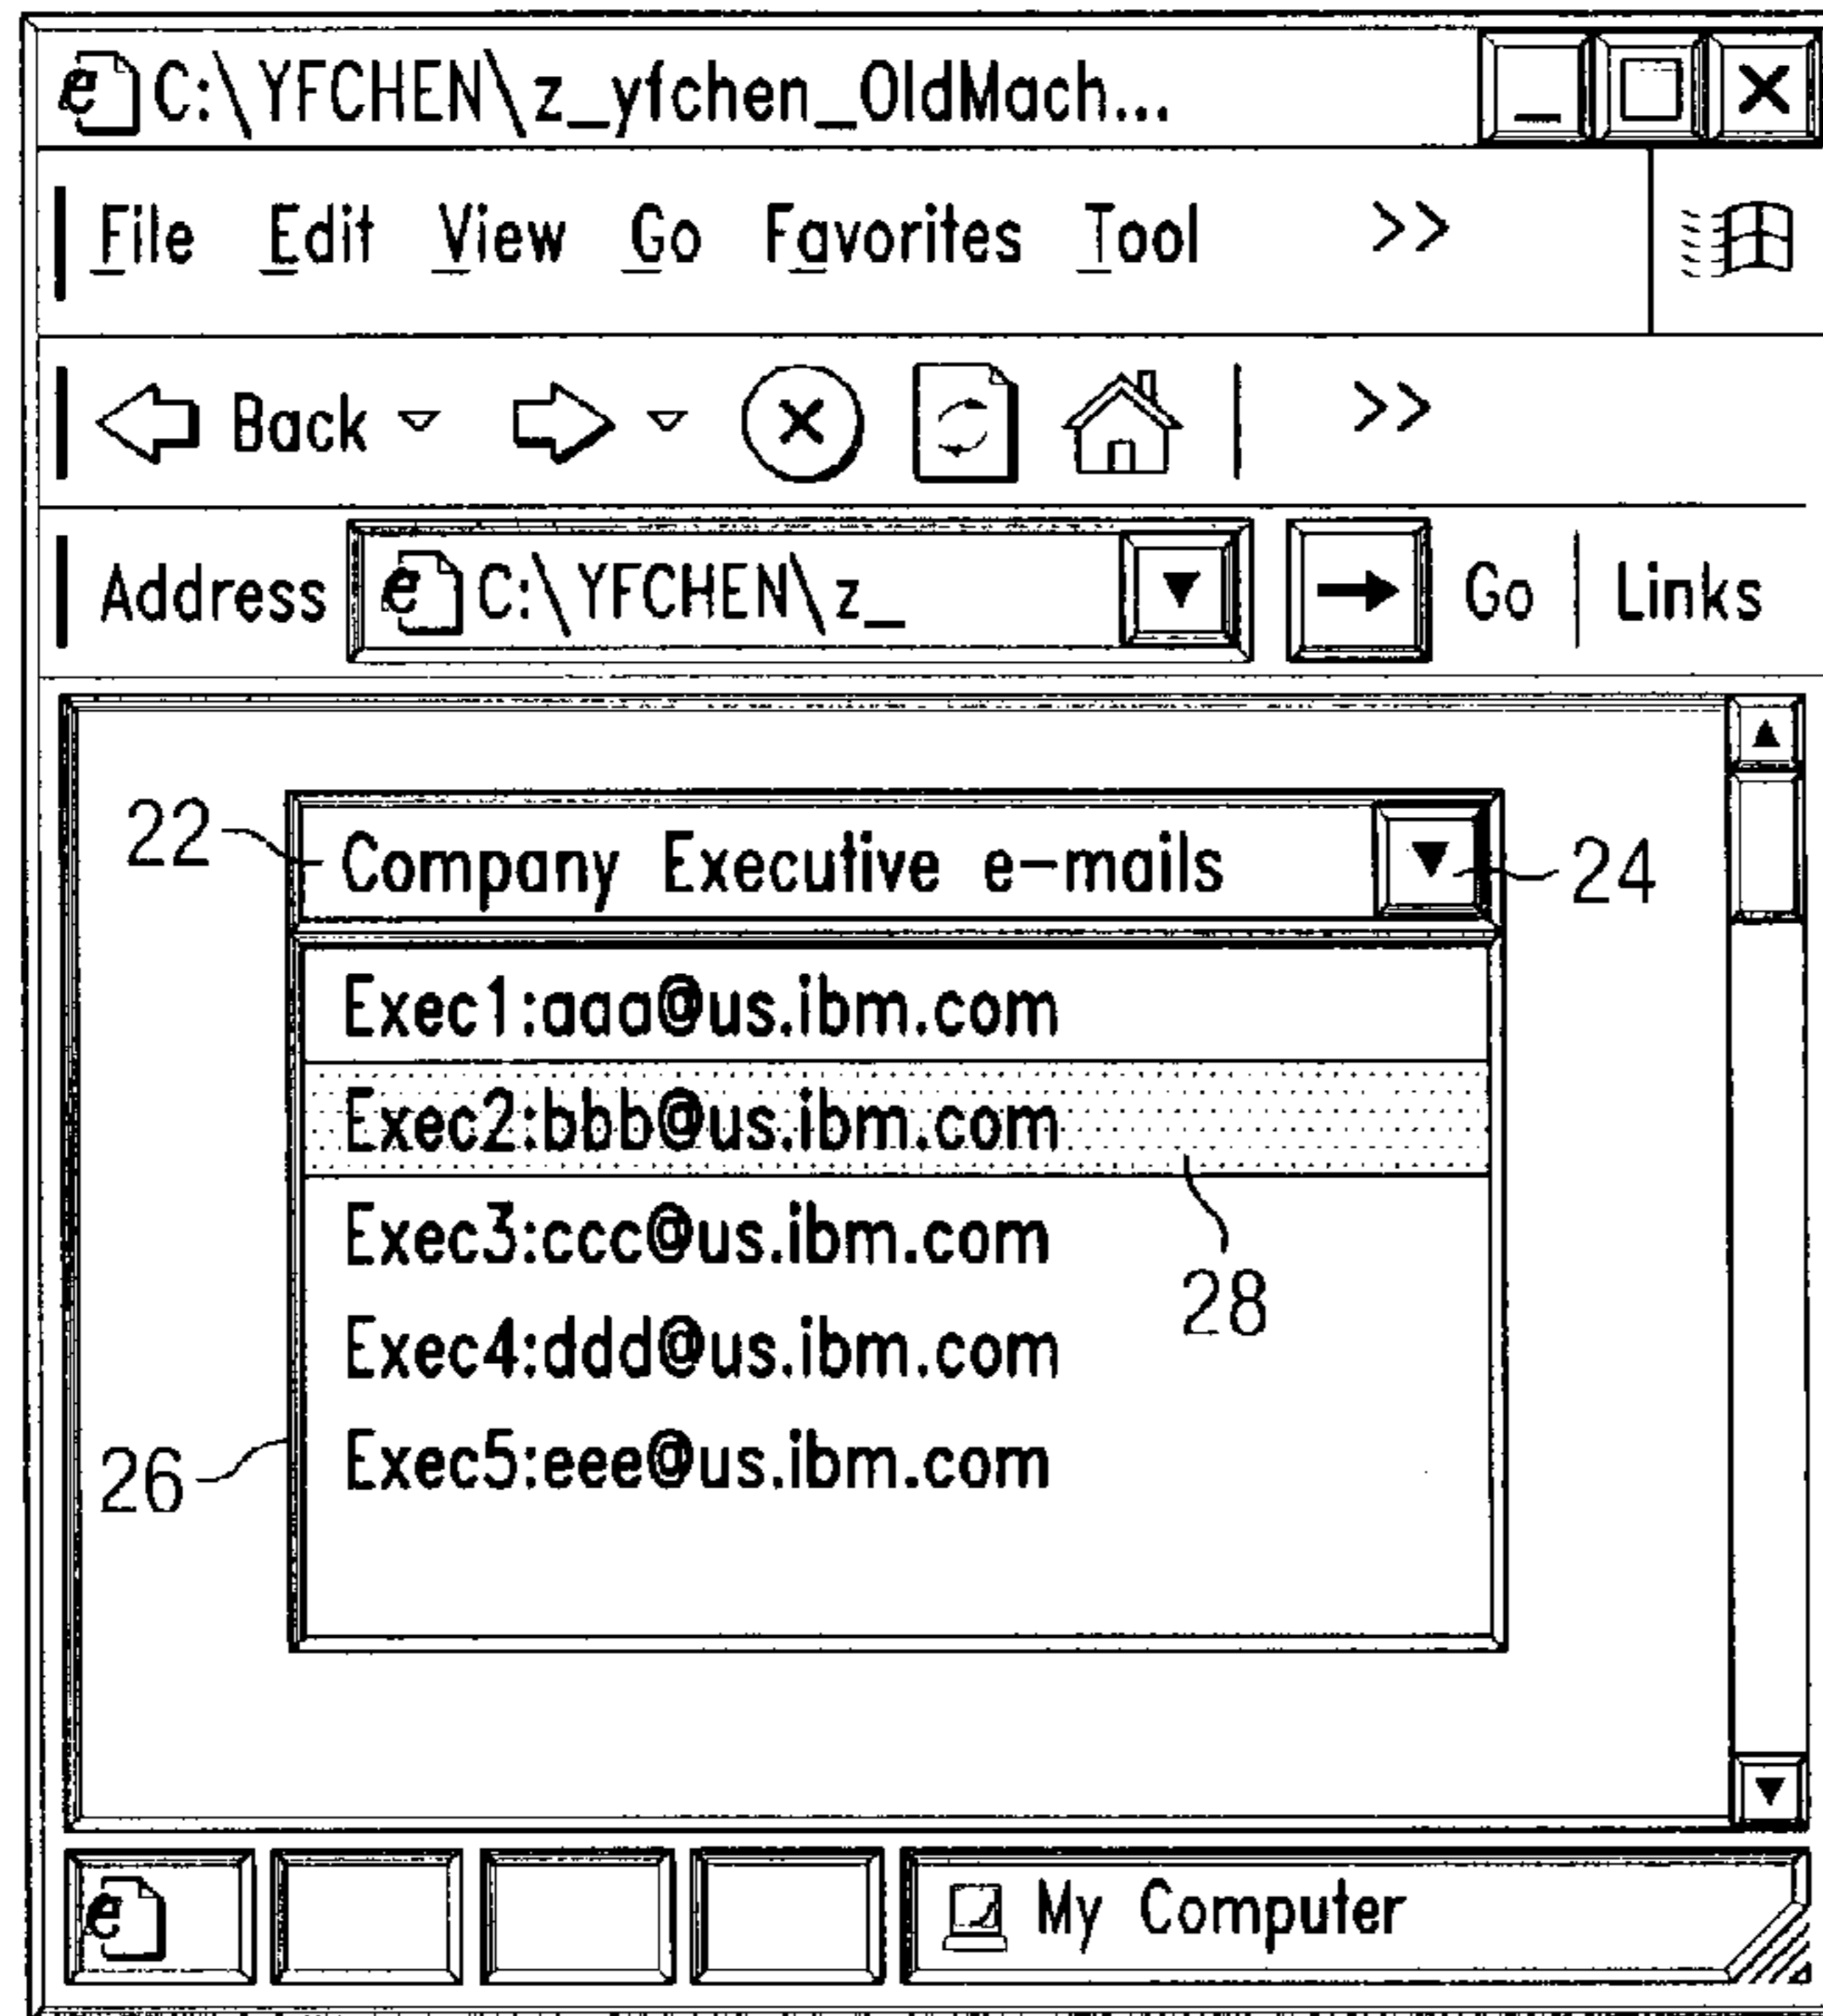 C:\YFCHEN\z_yfchen_OldMach...
File Edit View Go Favorites Tool >>
Back >>
Address C:\YFCHEN\z_ Go Links
22 Company Executive e-mails 24
Exec1:aaa@us.ibm.com
Exec2:bbb@us.ibm.com
Exec3:ccc@us.ibm.com
28
Exec4:ddd@us.ibm.com
26 Exec5:eee@us.ibm.com
My Computer